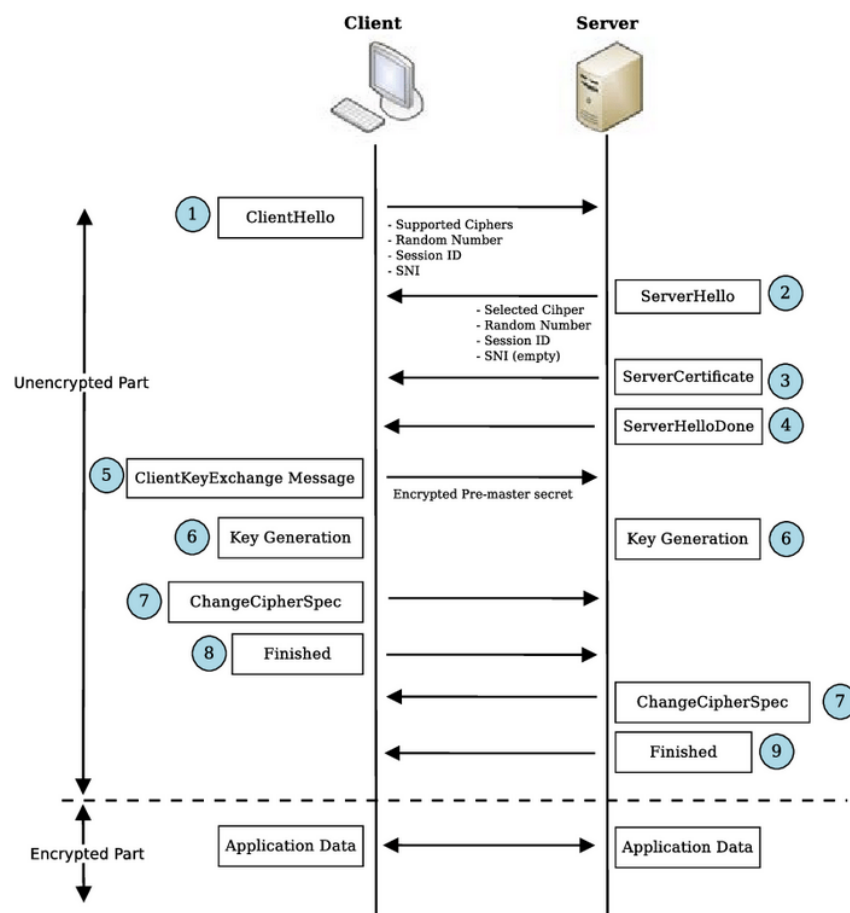 Client
Server
1
ClientHello
- Supported Ciphers
- Random Number
- Session ID
- SNI
ServerHello
2
- Selected Cihper
- Random Number
- Session ID
- SNI (empty)
Unencrypted Part
ServerCertificate
3
ServerHelloDone
4
5
ClientKeyExchange Message
Encrypted Pre-master secret
6
Key Generation
Key Generation
6
7
ChangeCipherSpec
8
Finished
ChangeCipherSpec
7
Finished
9
Encrypted Part
Application Data
Application Data